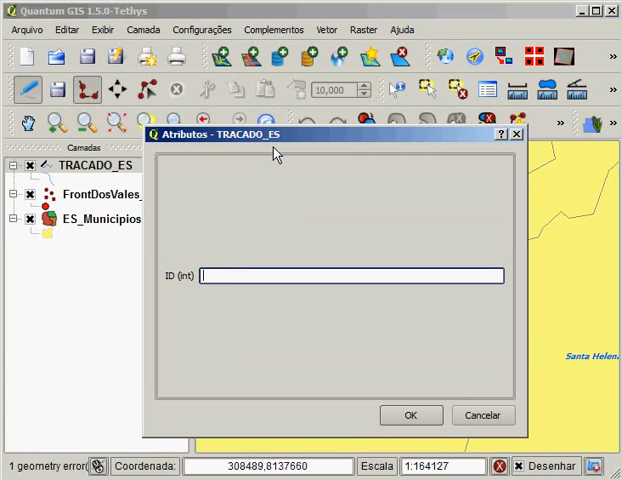 Quantum GIS 1.5.0-Tethys
Arquivo Editar Exibir Camada Configurações Complementos Vetor Raster Ajuda
10,000
Camadas
Atributos - TRACADO_ES
TRACADO_ES
FrontDosVales_
ES_Municipios
ID (int)
Santa Helen
OK Cancelar
1 geometry error( Coordenada: 308489,8137660 Escala 1:164127 Desenhar